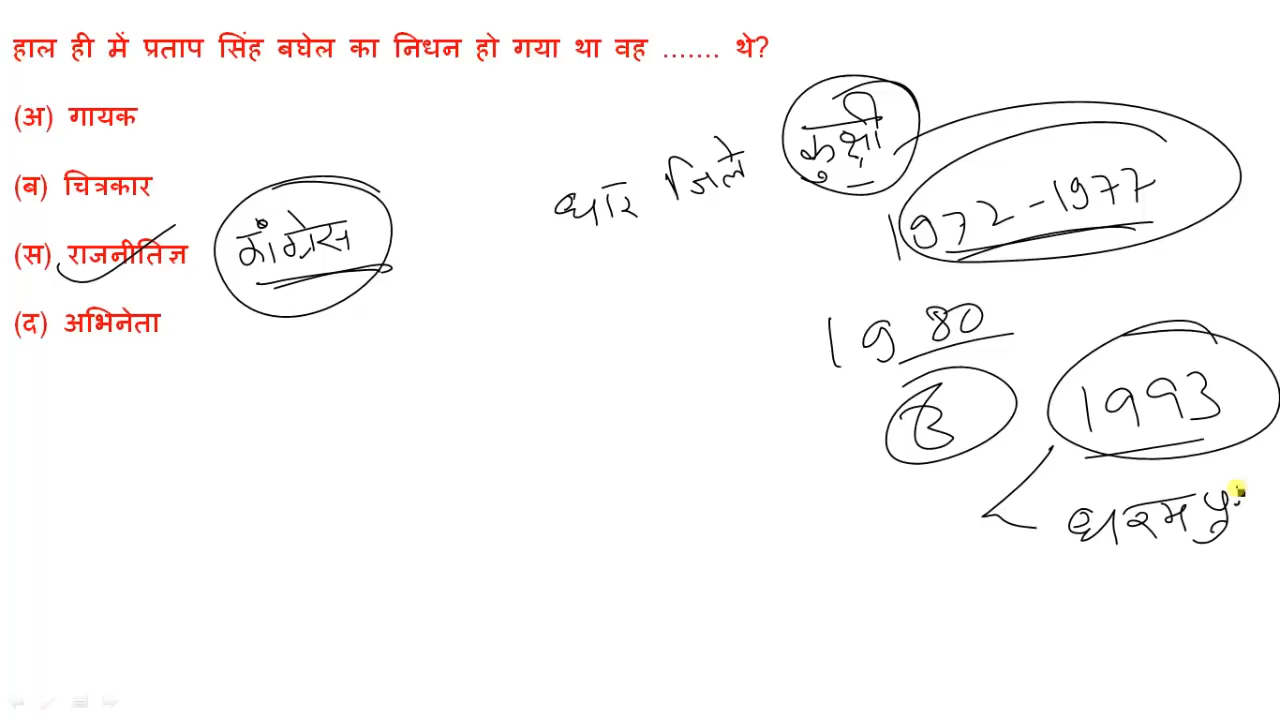 हाल ही में प्रताप सिंह बघेल का निधन हो गया था वह ....... थे?
(अ) गायक
(ब) चित्रकार
(स) राजनीतिज्ञ
(द) अभिनेता
कांग्रेस
धार जिले कुक्षी
1972-1977
1980
1993
धरमपु